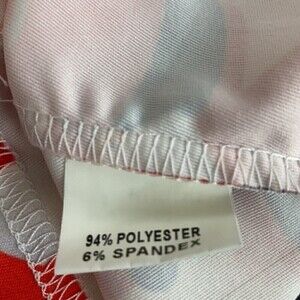 94% POLYESTER
6% SPANDEX